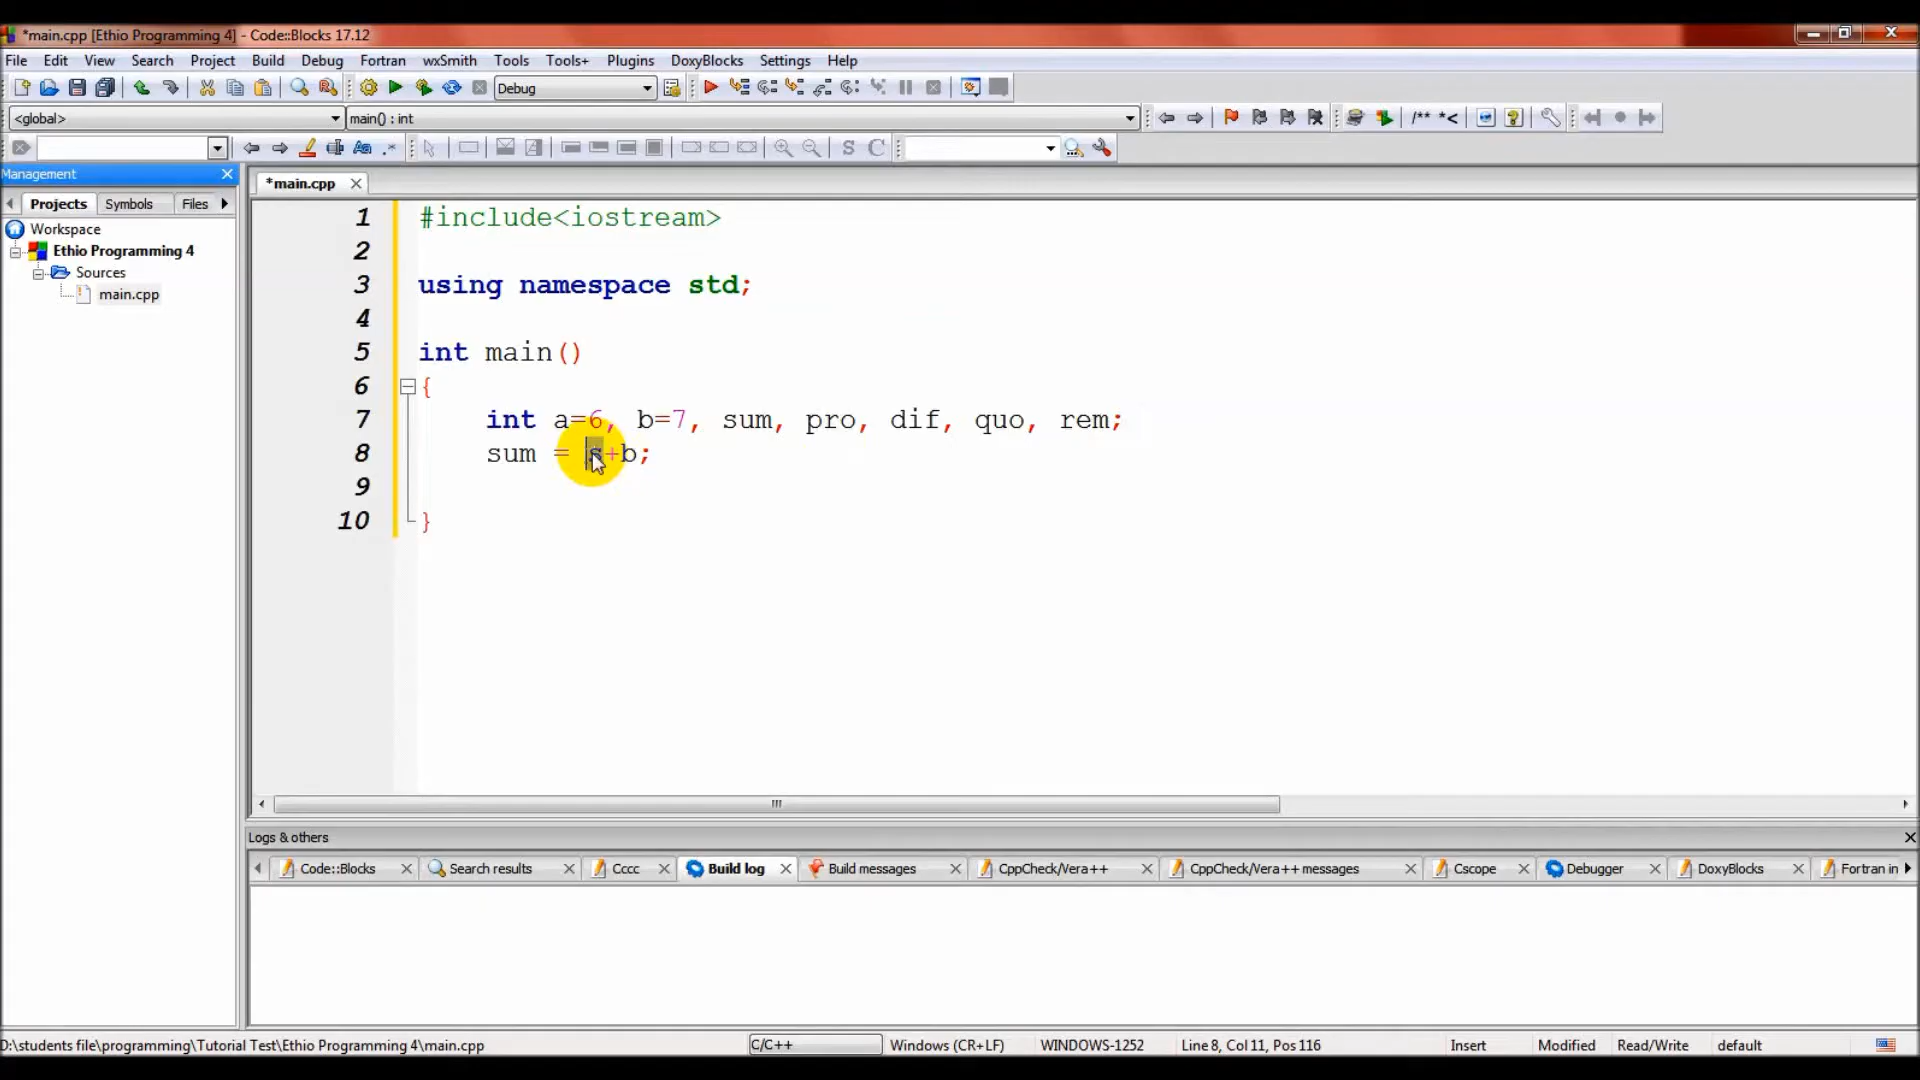 *main.cpp [Ethio Programming 4] - Code::Blocks 17.12
File Edit View Search Project Build Debug Fortran wxSmith Tools Tools+ Plugins DoxyBlocks Settings Help
Debug
<global> main() : int /** *<
Aa .* S C
Management
*main.cpp
Projects Symbols Files
Workspace
Ethio Programming 4
Sources
main.cpp
1 #include<iostream>
2
3 using namespace std;
4
5 int main()
6 {
7 int a=6, b=7, sum, pro, dif, quo, rem;
8 sum = s+b;
9
10 }
Logs & others
Code::Blocks Search results Cccc Build log Build messages CppCheck/Vera++ CppCheck/Vera++ messages Cscope Debugger DoxyBlocks Fortran in
D:\students file\programming\Tutorial Test\Ethio Programming 4\main.cpp C/C++ Windows (CR+LF) WINDOWS-1252 Line 8, Col 11, Pos 116 Insert Modified Read/Write default